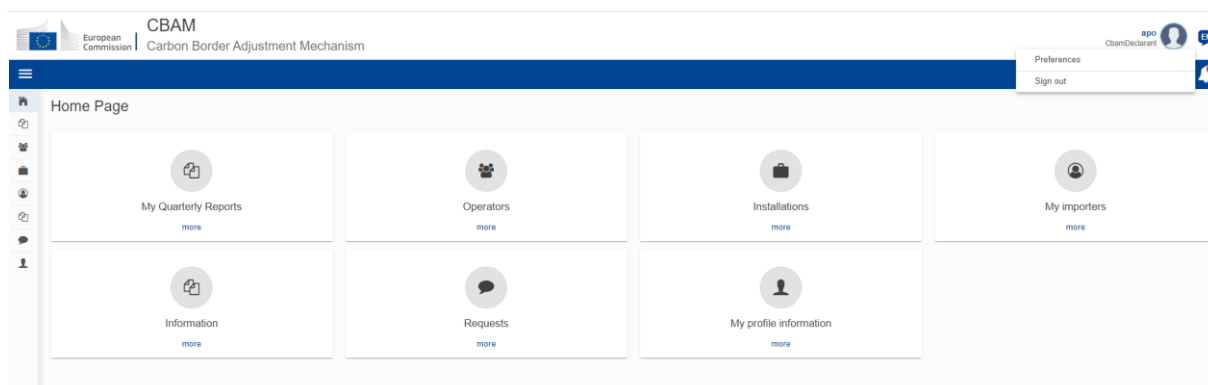 European
Commission
CBAM
Carbon Border Adjustment Mechanism
apo
CbamDeclarant
Preferences
Sign out
Home Page
My Quarterly Reports
more
Operators
more
Installations
more
My importers
more
Information
more
Requests
more
My profile information
more